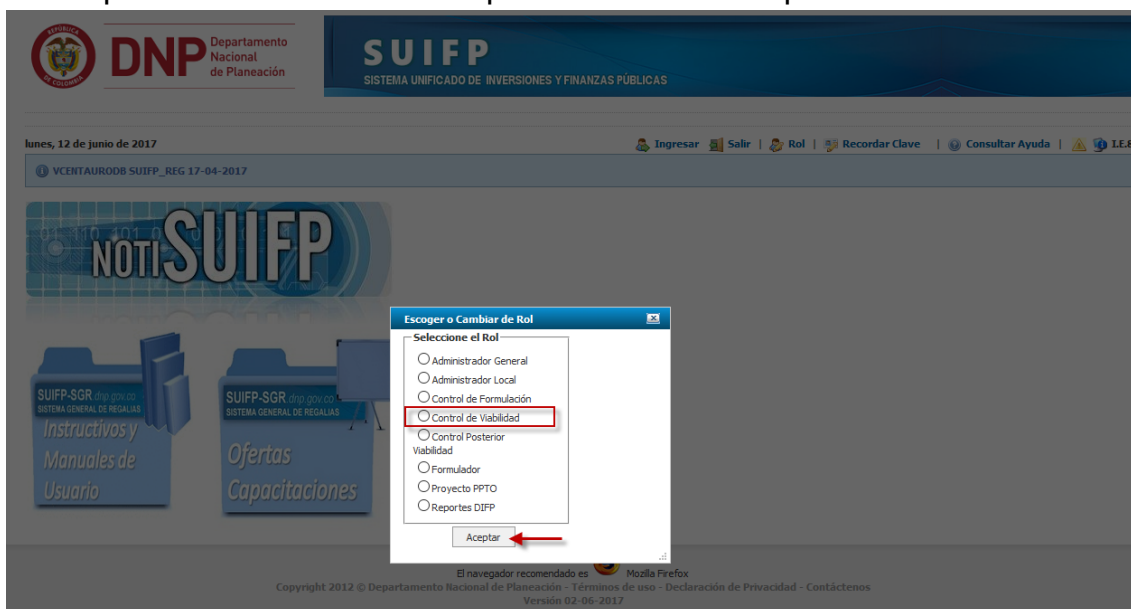 REPÚBLICA
DE COLOMBIA
DNP
Departamento
Nacional
de Planeación
SUIFP
SISTEMA UNIFICADO DE INVERSIONES Y FINANZAS PÚBLICAS
lunes, 12 de junio de 2017
Ingresar Salir | Rol | Recordar Clave | Consultar Ayuda | I.E.8
VCENTAURODB SUIFP_REG 17-04-2017
NOTISUIFP
SUIFP-SGR.dnp.gov.co
SISTEMA GENERAL DE REGALIAS
Instructivos y
Manuales de
Usuario
SUIFP-SGR.dnp.gov.co
SISTEMA GENERAL DE REGALIAS
Ofertas
Capacitaciones
Escoger o Cambiar de Rol
Seleccione el Rol
Administrador General
Administrador Local
Control de Formulación
Control de Viabilidad
Control Posterior
Viabilidad
Formulador
Proyecto PPTO
Reportes DIFP
Aceptar
El navegador recomendado es Mozilla Firefox
Copyright 2012 © Departamento Nacional de Planeación - Términos de uso - Declaración de Privacidad - Contáctenos
Versión 02-06-2017